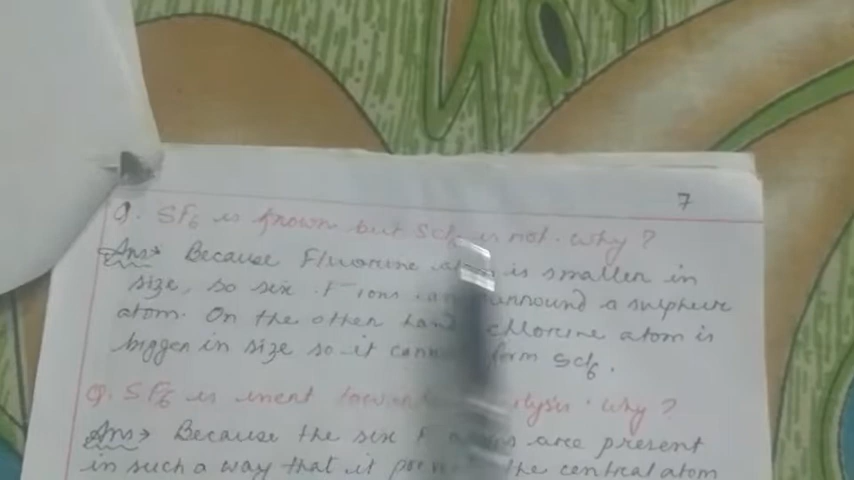 7
Q. SF6 is known but SCl6 is not. Why?
Ans→ Because Fluorine atom is smaller in
size, so six F⁻ ions can surround a sulphur
atom. On the other hand chlorine atom is
bigger in size so it cannot form SCl6.
Q. SF6 is inert towards. Why?
Ans→ Because the six F are present
in such a way that it the central atom